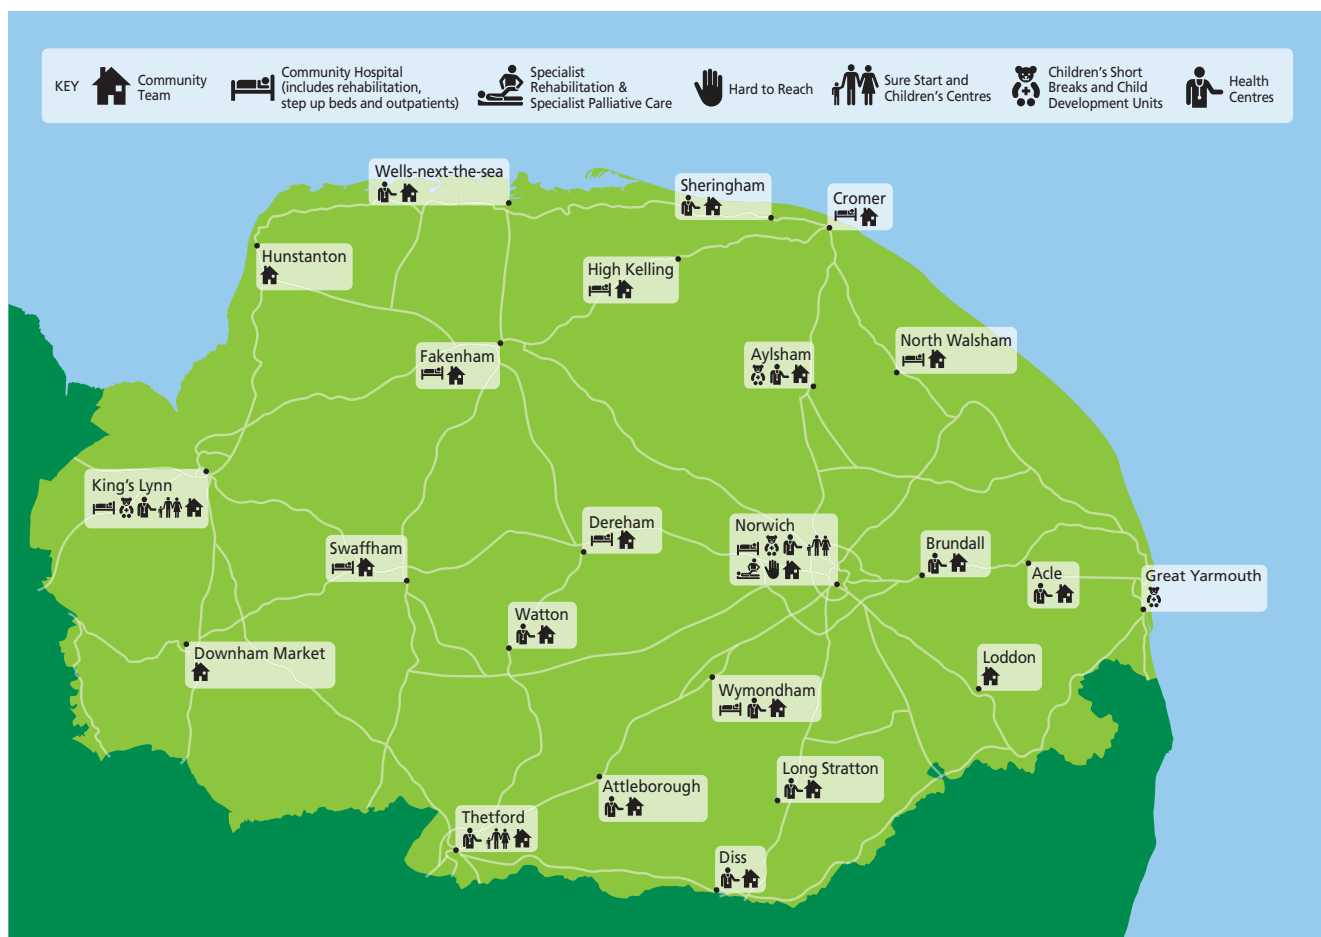 KEY
Community
Team
Community Hospital
(includes rehabilitation,
step up beds and outpatients)
Specialist
Rehabilitation &
Specialist Palliative Care
Hard to Reach
Sure Start and
Children's Centres
Children's Short
Breaks and Child
Development Units
Health
Centres
Wells-next-the-sea
Sheringham
Cromer
Hunstanton
High Kelling
Fakenham
Aylsham
North Walsham
King's Lynn
Swaffham
Dereham
Norwich
Brundall
Acle
Great Yarmouth
Watton
Downham Market
Loddon
Wymondham
Long Stratton
Attleborough
Thetford
Diss